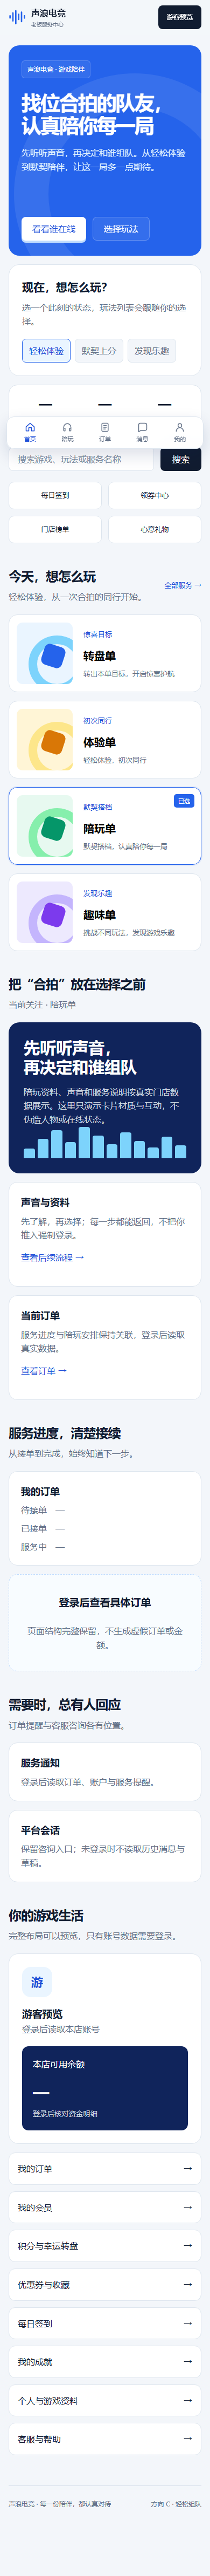 声浪电竞
老板服务中心
游客预览
声浪电竞 · 游戏陪伴
找位合拍的队友，
认真陪你每一局
先听听声音，再决定和谁组队。从轻松体验
到默契陪伴，让这一局多一点期待。
看看谁在线
选择玩法
现在，想怎么玩？
选一个此刻的状态，玩法列表会跟随你的选
择。
轻松体验
默契上分
发现乐趣
— — —
首页
陪玩
订单
消息
我的
搜索游戏、玩法或服务名称
搜索
每日签到
领券中心
门店榜单
心意礼物
今天，想怎么玩
全部服务 →
轻松体验，从一次合拍的同行开始。
惊喜目标
转盘单
转出本单目标，开启惊喜护航
初次同行
体验单
轻松体验，初次同行
已选
默契搭档
陪玩单
默契搭档，认真陪你每一局
发现乐趣
趣味单
挑战不同玩法，发现游戏乐趣
把“合拍”放在选择之前
当前关注 · 陪玩单
先听听声音，
再决定和谁组队
陪玩资料、声音和服务说明按真实门店数
据展示。这里只演示卡片材质与互动，不
伪造人物或在线状态。
声音与资料
先了解，再选择；每一步都能返回，不把你
推入强制登录。
查看后续流程 →
当前订单
服务进度与陪玩安排保持关联，登录后读取
真实数据。
查看订单 →
服务进度，清楚接续
从接单到完成，始终知道下一步。
我的订单
待接单 —
已接单 —
服务中 —
登录后查看具体订单
页面结构完整保留，不生成虚假订单或金
额。
需要时，总有人回应
订单提醒与客服咨询各有位置。
服务通知
登录后读取订单、账户与服务提醒。
平台会话
保留咨询入口；未登录时不读取历史消息与
草稿。
你的游戏生活
完整布局可以预览，只有账号数据需要登录。
游
游客预览
登录后读取本店账号
本店可用余额
—
登录后核对资金明细
我的订单 →
我的会员 →
积分与幸运转盘 →
优惠券与收藏 →
每日签到 →
我的成就 →
个人与游戏资料 →
客服与帮助 →
声浪电竞 · 每一份陪伴，都认真对待
方向 C · 轻松组队